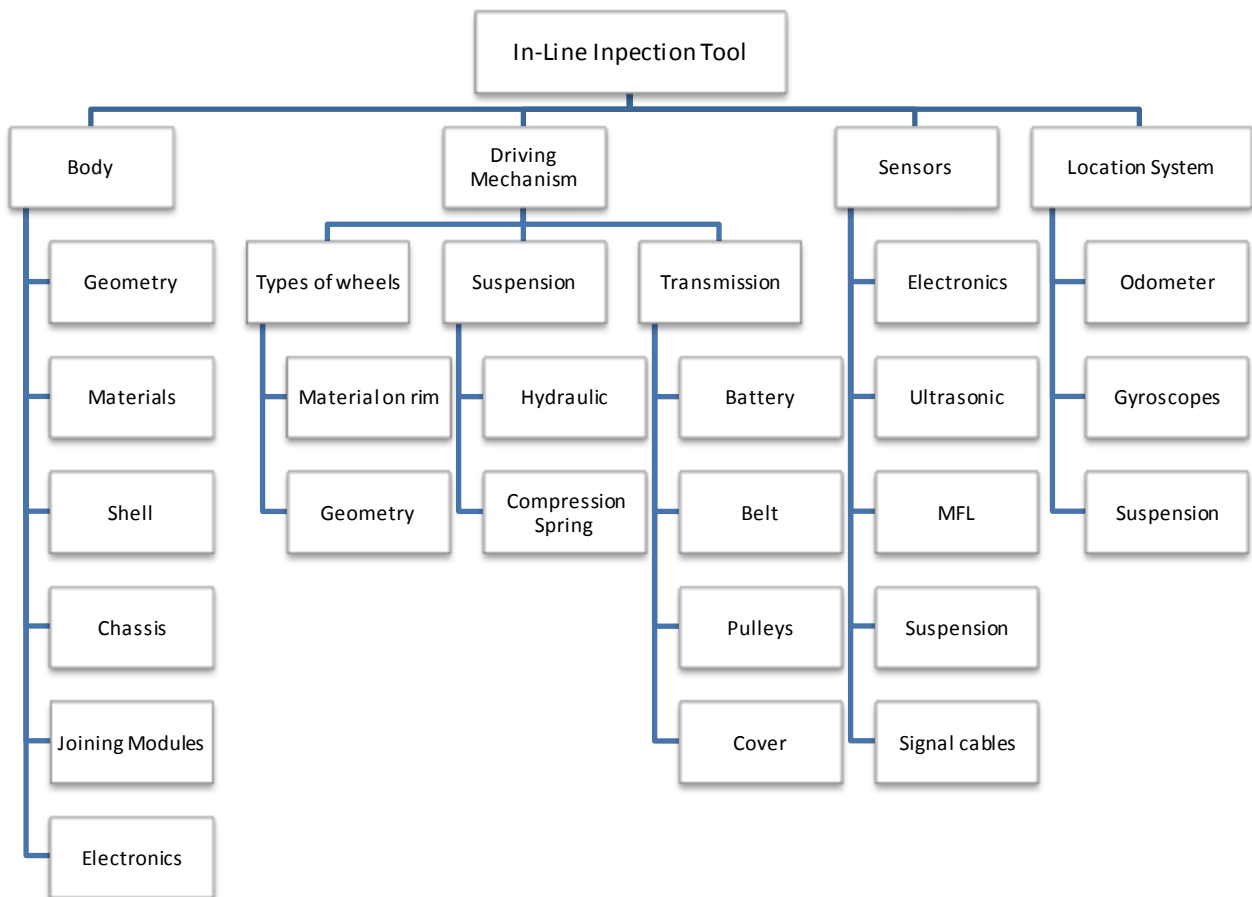 In-Line Inpection Tool
Body
Driving
Mechanism
Sensors
Location System
Geometry
Types of wheels
Suspension
Transmission
Electronics
Odometer
Materials
Material on rim
Hydraulic
Battery
Ultrasonic
Gyroscopes
Shell
Geometry
Compression
Spring
Belt
MFL
Suspension
Chassis
Pulleys
Suspension
Joining Modules
Cover
Signal cables
Electronics